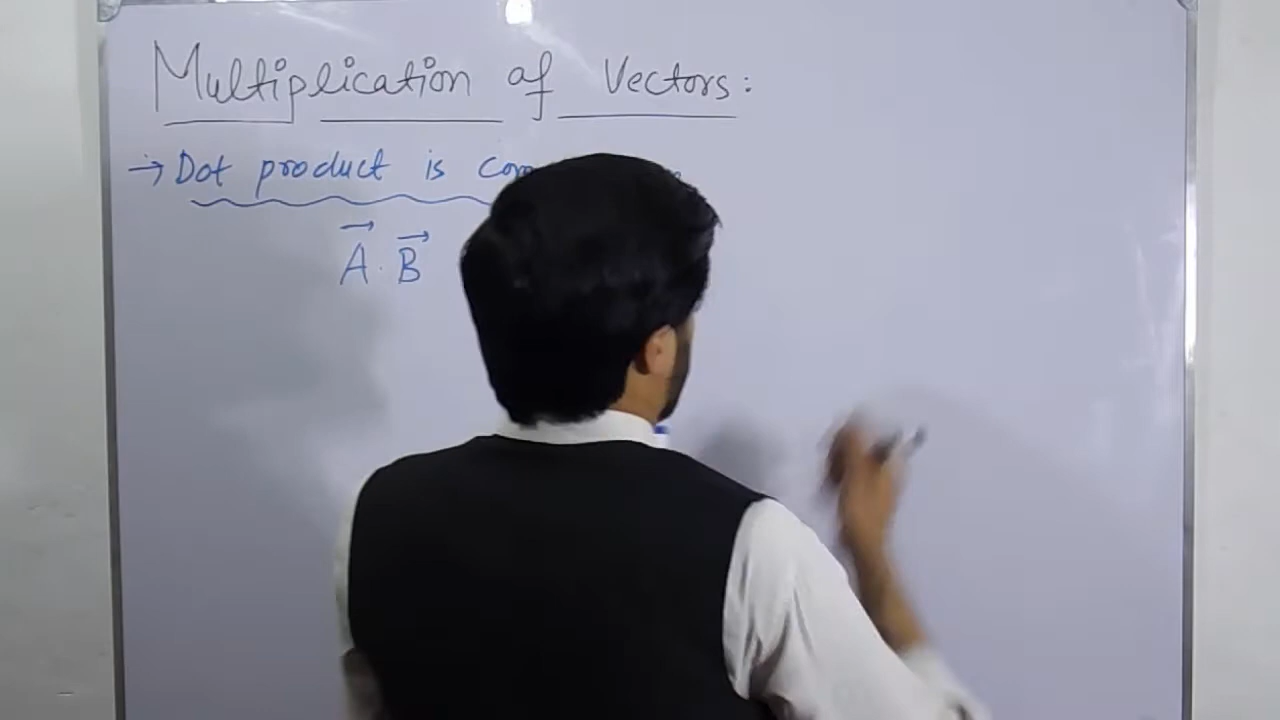 Multiplication of Vectors:
→ Dot product is
A⃗ . B⃗